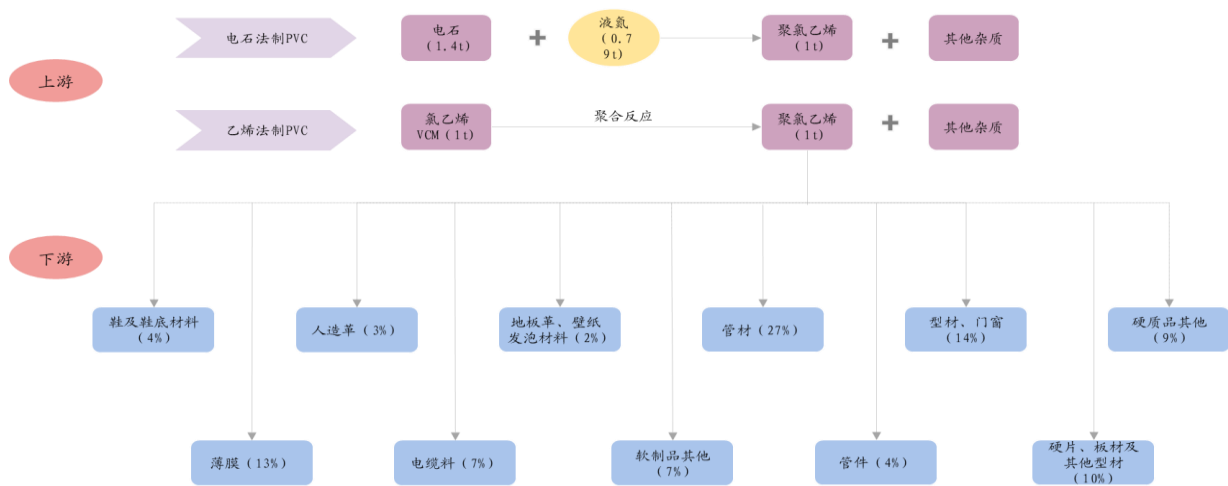 电石法制PVC
电石
(1.4t)
+
液氮
(0.7
9t)
聚氯乙烯
(1t)
+
其他杂质
上游
乙烯法制PVC
氯乙烯
VCM(1t)
聚合反应
聚氯乙烯
(1t)
+
其他杂质
下游
鞋及鞋底材料
(4%)
人造革(3%)
地板革、壁纸
发泡材料(2%)
管材(27%)
型材、门窗
(14%)
硬质品其他
(9%)
薄膜(13%)
电缆料(7%)
软制品其他
(7%)
管件(4%)
硬片、板材及
其他型材
(10%)